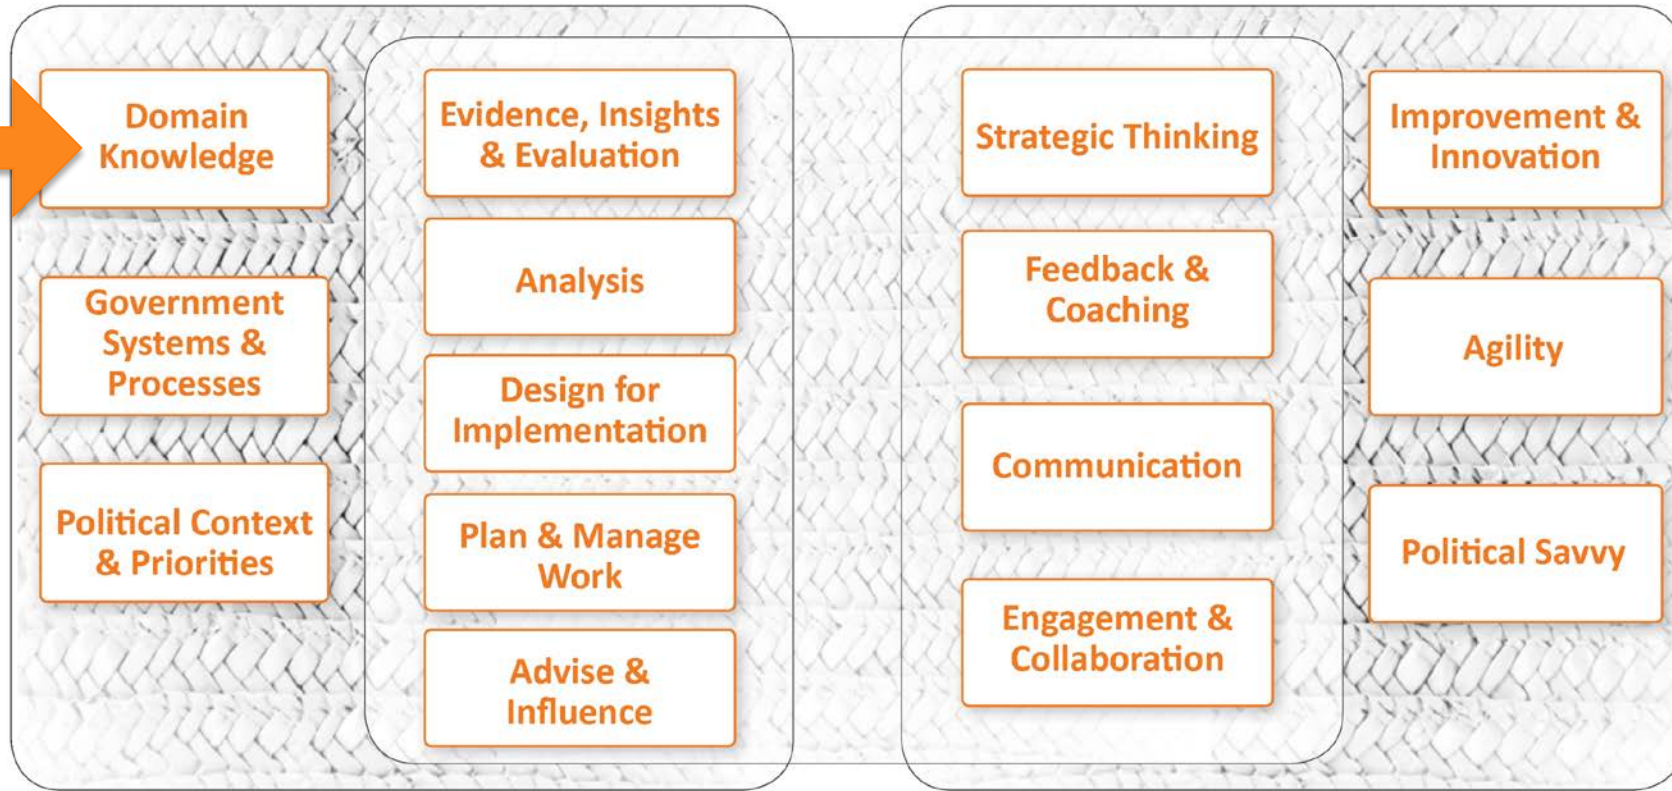 Domain
Knowledge
Government
Systems &
Processes
Political Context
& Priorities
Evidence, Insights
& Evaluation
Analysis
Design for
Implementation
Plan & Manage
Work
Advise &
Influence
Strategic Thinking
Feedback &
Coaching
Communication
Engagement &
Collaboration
Improvement &
Innovation
Agility
Political Savvy